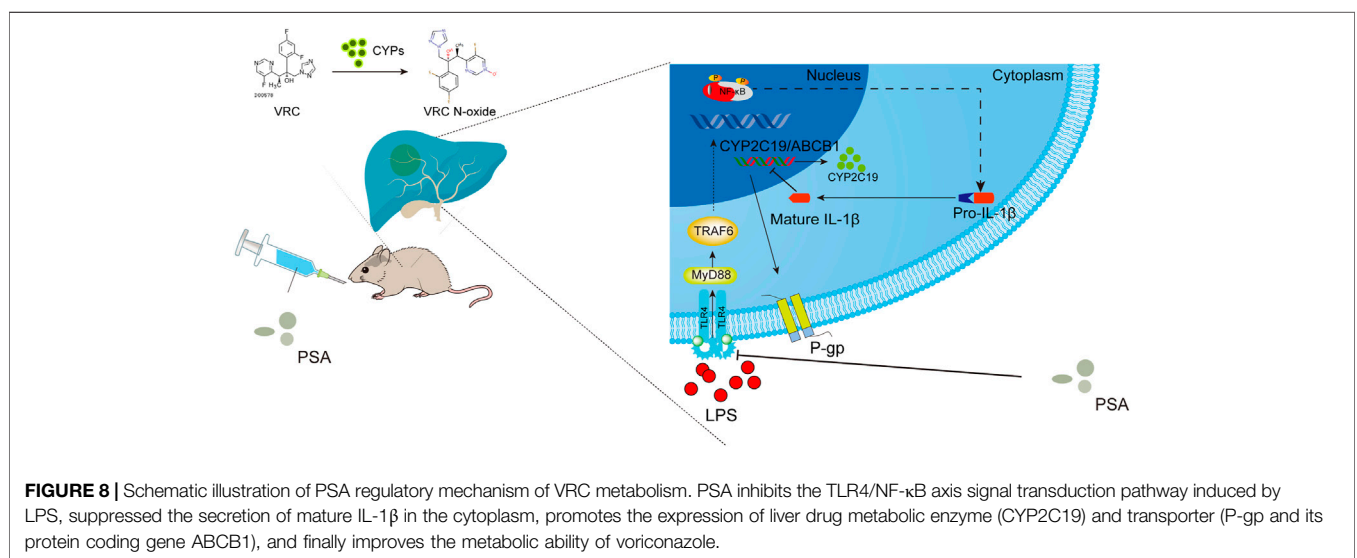 CYPs
F
F
N
N
F
H₃C
OH
N
N
N
D00578
VRC
VRC N-oxide
PSA
Nucleus
Cytoplasm
P
P
NF-κB
CYP2C19/ABCB1
CYP2C19
Mature IL-1β
Pro-IL-1β
TRAF6
MyD88
TLR4
TLR4
P-gp
LPS
PSA
FIGURE 8 | Schematic illustration of PSA regulatory mechanism of VRC metabolism. PSA inhibits the TLR4/NF-κB axis signal transduction pathway induced by
LPS, suppressed the secretion of mature IL-1β in the cytoplasm, promotes the expression of liver drug metabolic enzyme (CYP2C19) and transporter (P-gp and its
protein coding gene ABCB1), and finally improves the metabolic ability of voriconazole.